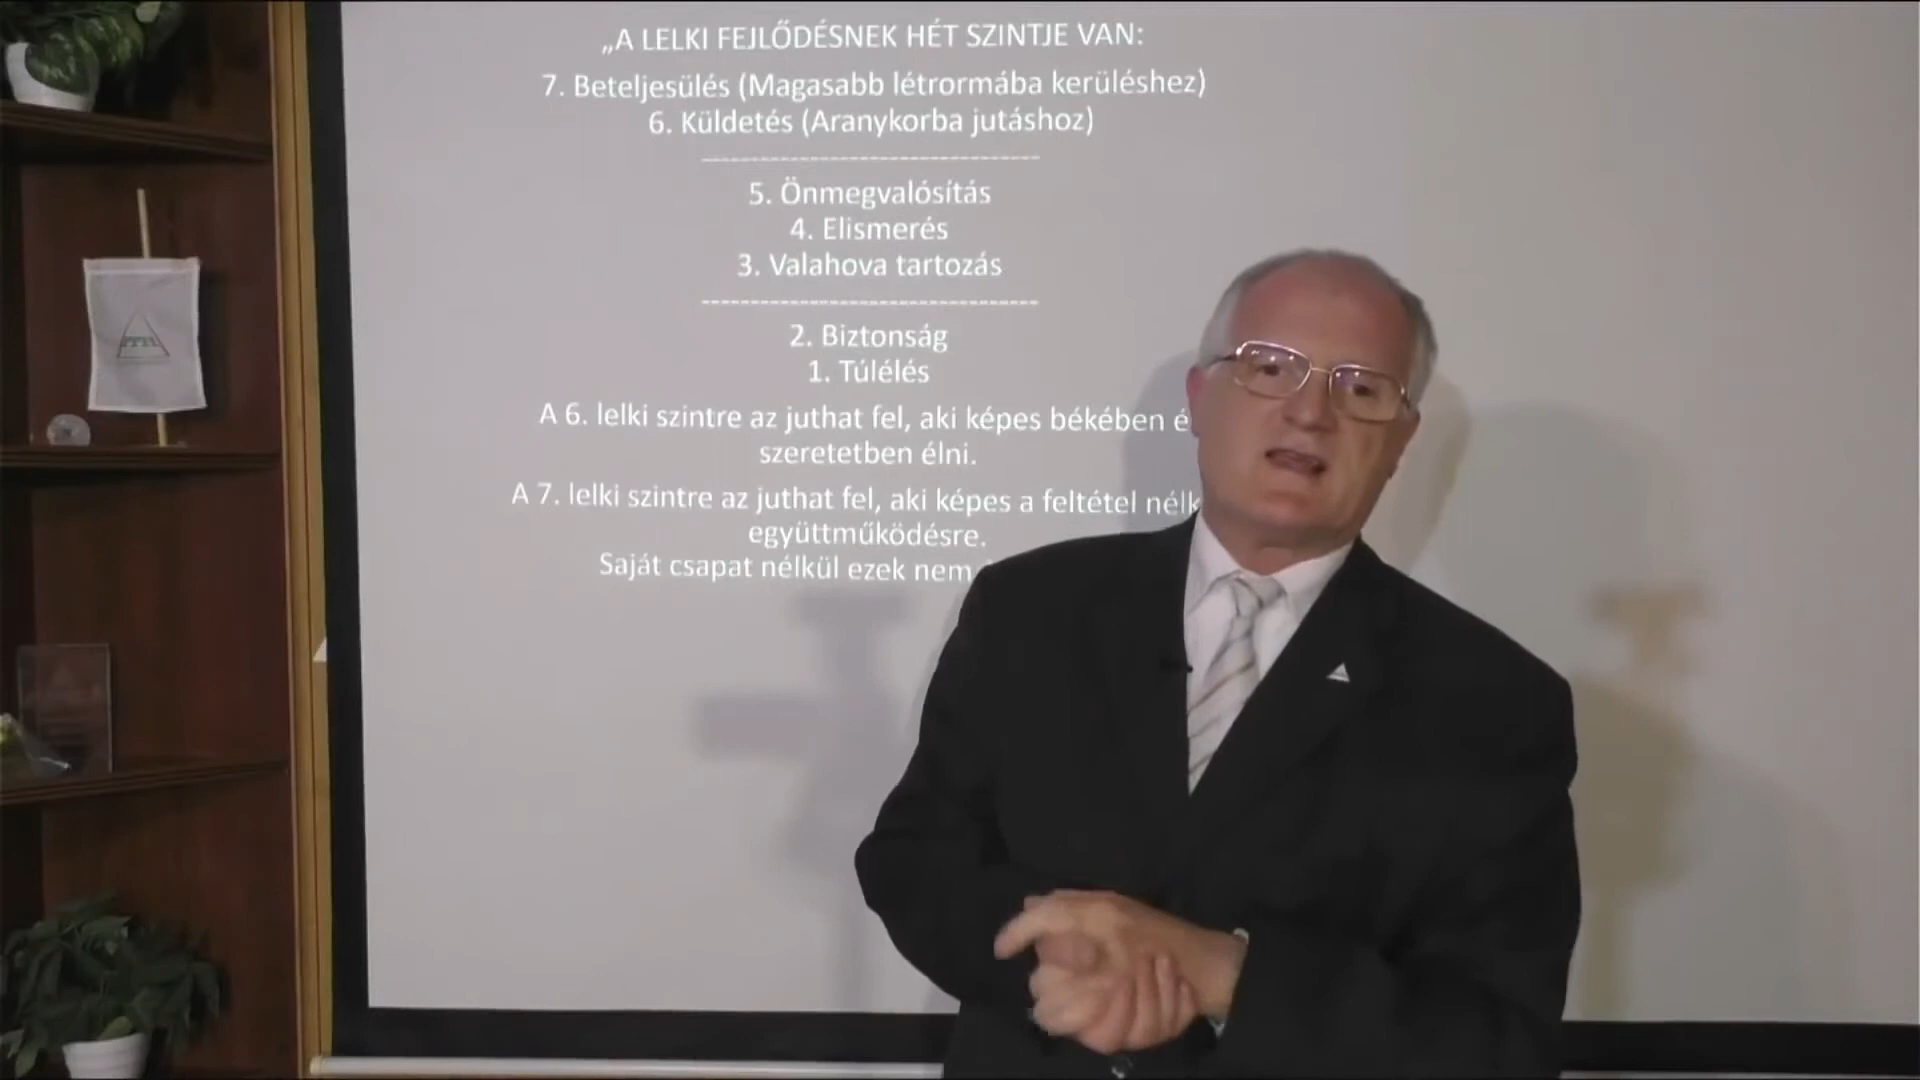 „A LELKI FEJLŐDÉSNEK HÉT SZINTJE VAN:
7. Beteljesülés (Magasabb létrormába kerüléshez)
6. Küldetés (Aranykorba jutáshoz)
----------------------------------
5. Önmegvalósítás
4. Elismerés
3. Valahova tartozás
----------------------------------
2. Biztonság
1. Túlélés
A 6. lelki szintre az juthat fel, aki képes békében é
szeretetben élni.
A 7. lelki szintre az juthat fel, aki képes a feltétel nélk
együttműködésre.
Saját csapat nélkül ezek nem